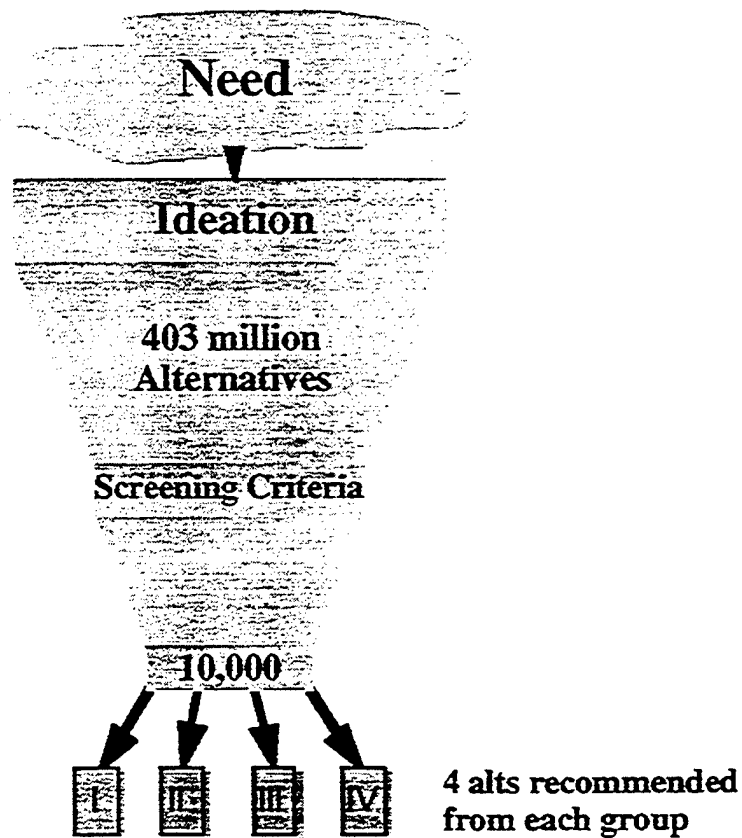 Need
Ideation
403 million
Alternatives
Screening Criteria
10,000
I II III IV
4 alts recommended
from each group